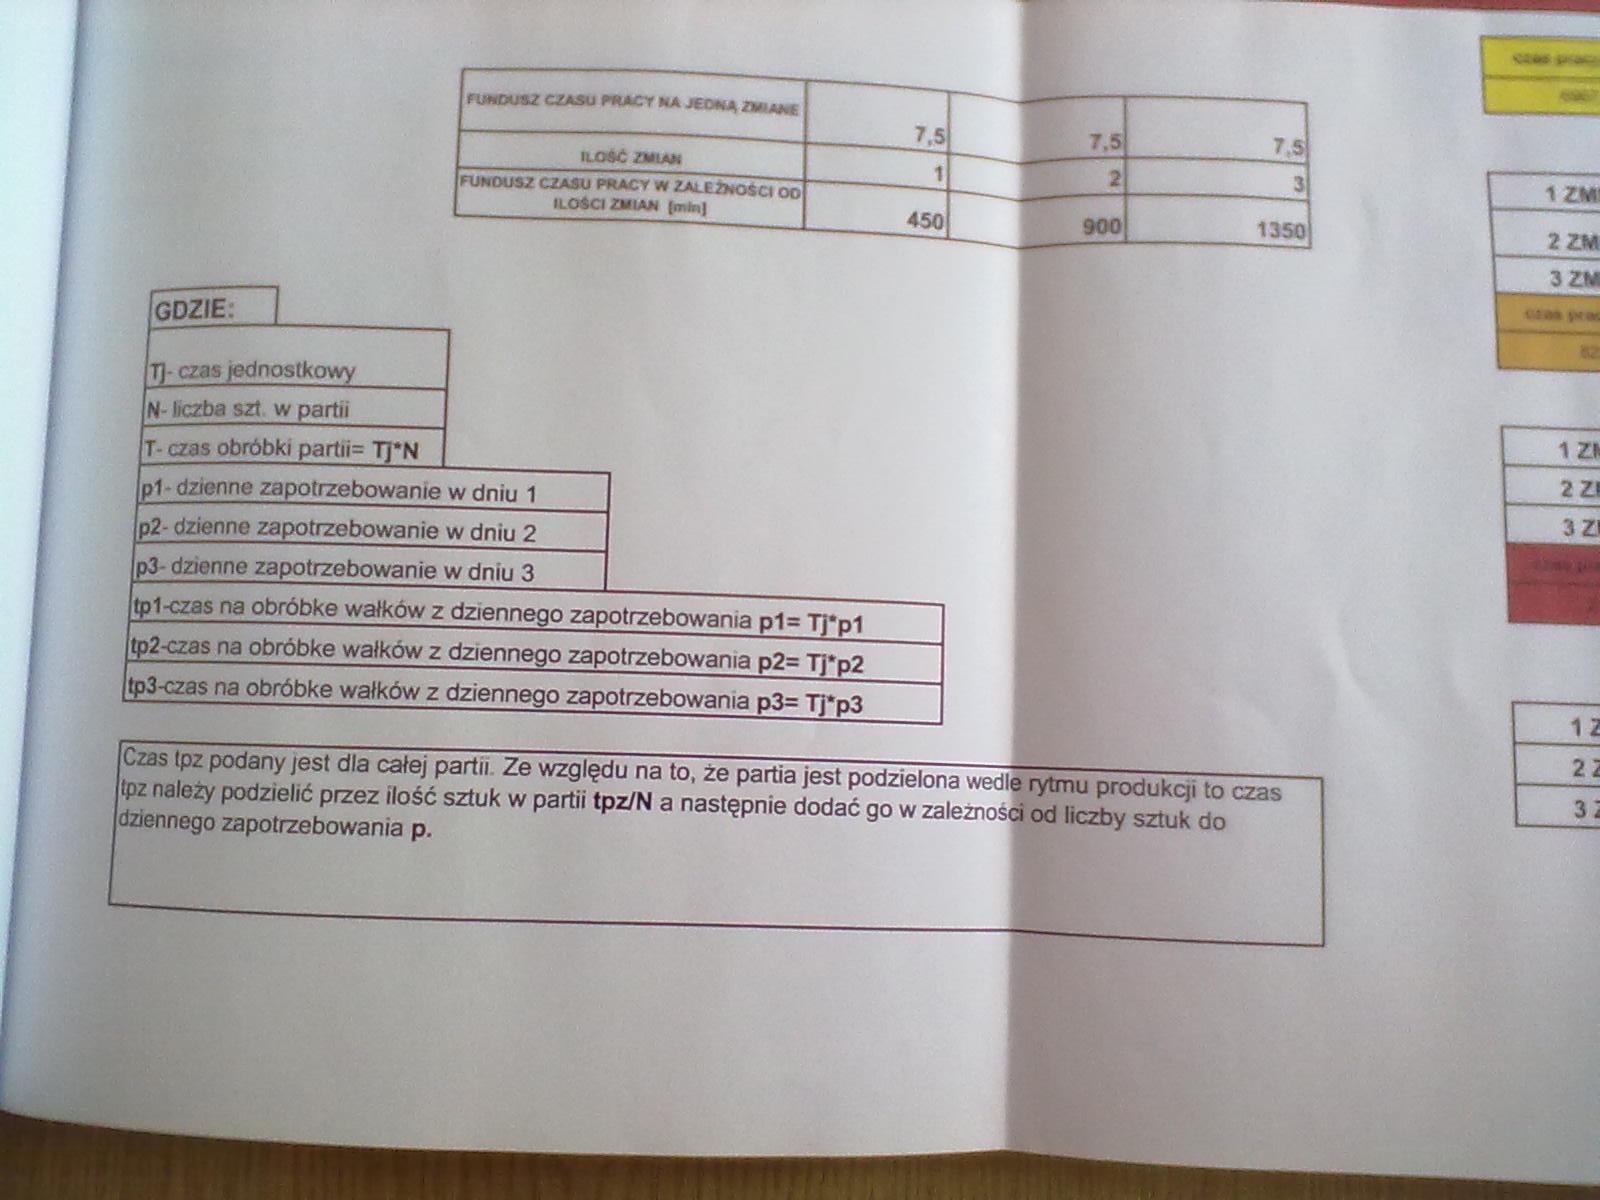 FUNDUSZ CZASU PRACY NA JEDNĄ ZMIANE 7,5 7,5 7,5
ILOŚĆ ZMIAN 1 2 3
FUNDUSZ CZASU PRACY W ZALEŻNOŚCI OD
ILOŚCI ZMIAN [min] 450 900 1350
GDZIE:
Tj- czas jednostkowy
N- liczba szt. w partii
T- czas obróbki partii= Tj*N
p1- dzienne zapotrzebowanie w dniu 1
p2- dzienne zapotrzebowanie w dniu 2
p3- dzienne zapotrzebowanie w dniu 3
tp1-czas na obróbke wałków z dziennego zapotrzebowania p1= Tj*p1
tp2-czas na obróbke wałków z dziennego zapotrzebowania p2= Tj*p2
tp3-czas na obróbke wałków z dziennego zapotrzebowania p3= Tj*p3
Czas tpz podany jest dla całej partii. Ze względu na to, że partia jest podzielona wedle rytmu produkcji to czas
tpz należy podzielić przez ilość sztuk w partii tpz/N a następnie dodać go w zależności od liczby sztuk do
dziennego zapotrzebowania p.
czas
1 ZM
2 ZM
3 ZM
czas
1 Z
2 Z
3 Z
1 Z
2 Z
3